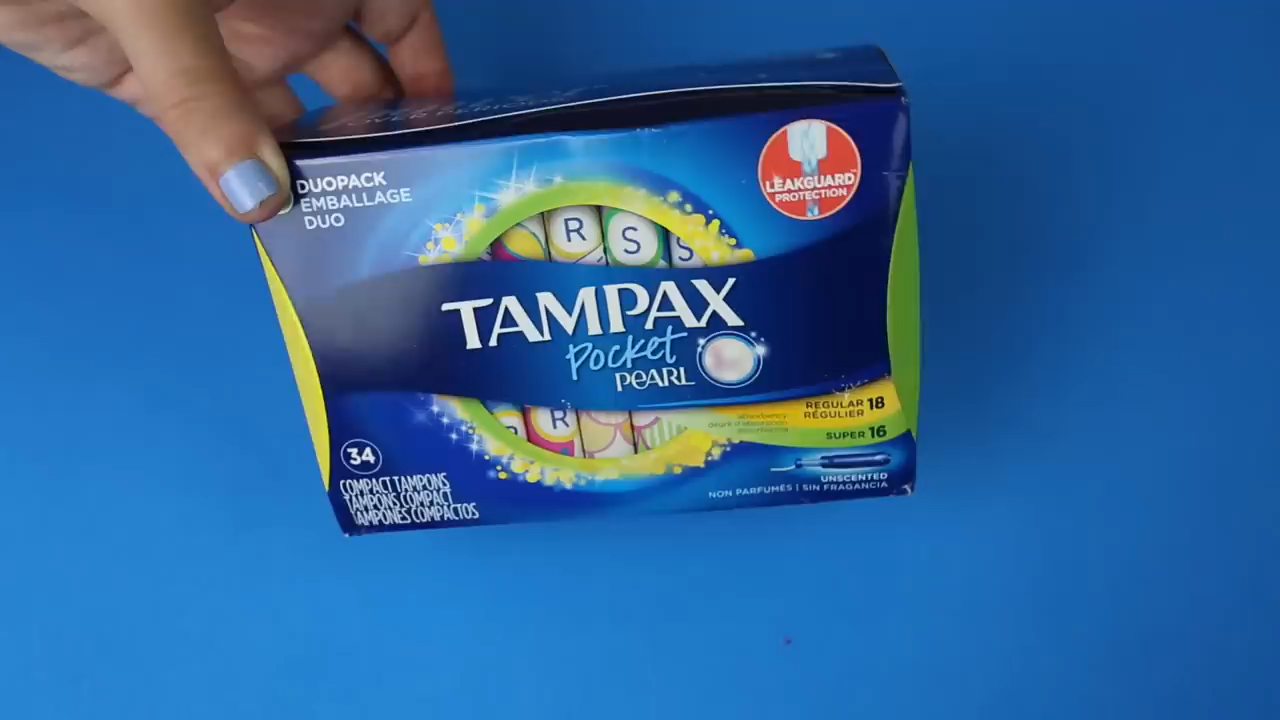 DUOPACK
EMBALLAGE
DUO
LEAKGUARD™
PROTECTION
R
S
S
TAMPAX
Pocket
PEARL
R
REGULAR 18
RÉGULIER
SUPER 16
34
COMPACT TAMPONS
TAMPONS COMPACT
TAMPONES COMPACTOS
UNSCENTED
NON PARFUMÉS | SIN FRAGANCIA